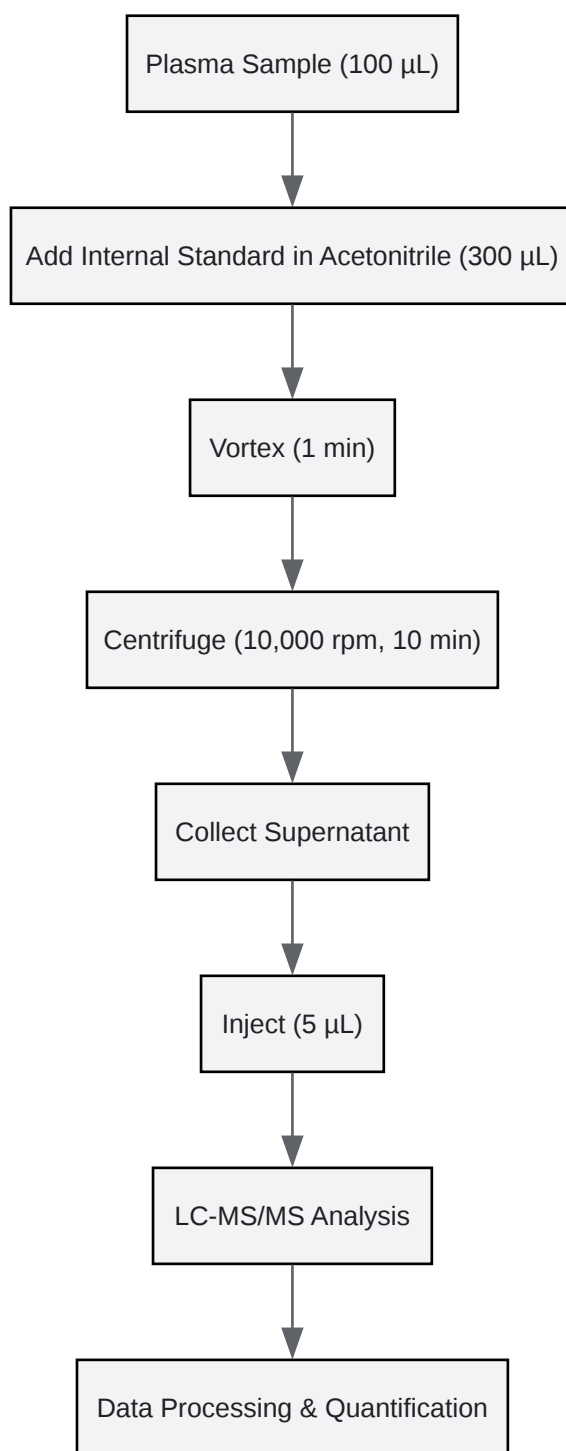 Plasma Sample (100 µL)
Add Internal Standard in Acetonitrile (300 µL)
Vortex (1 min)
Centrifuge (10,000 rpm, 10 min)
Collect Supernatant
Inject (5 µL)
LC-MS/MS Analysis
Data Processing & Quantification